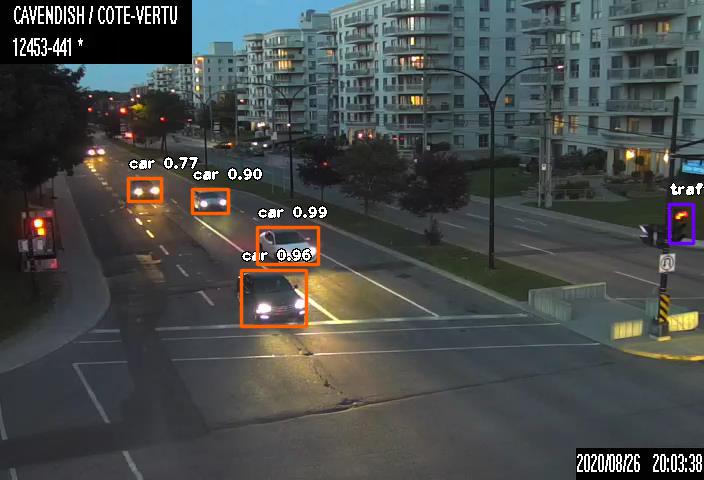 CAVENDISH / COTE-VERTU
12453-441 *
car 0.77
car 0.90
traf
car 0.99
car 0.96
2020/08/26 20:03:38